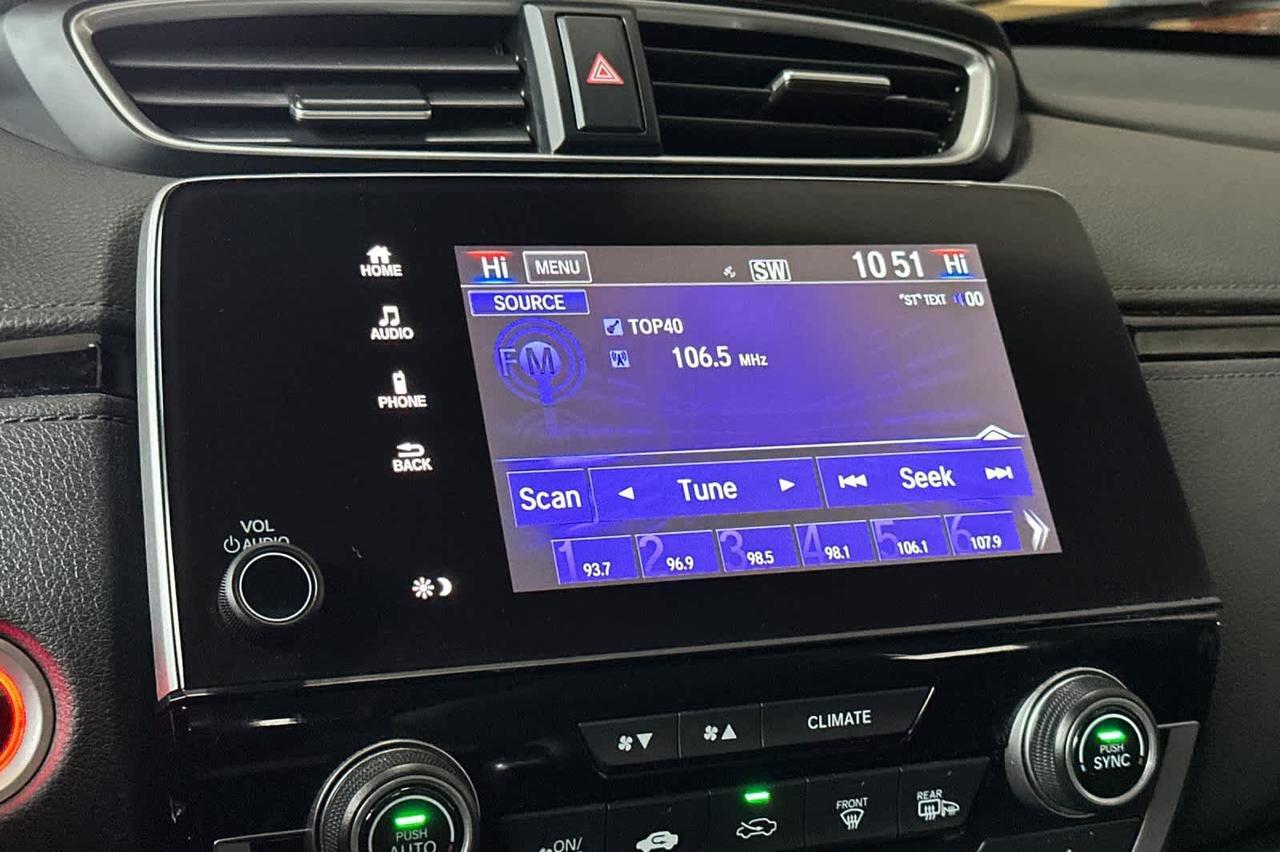 HOME
AUDIO
PHONE
BACK
VOL
AUDIO
Hi MENU SW 10 51 Hi
SOURCE "ST" TEXT 00
FM TOP40
106.5 MHz
Scan Tune Seek
1 93.7 2 96.9 3 98.5 4 98.1 5 106.1 6 107.9
CLIMATE
PUSH
AUTO
ON/
FRONT
REAR
PUSH
SYNC